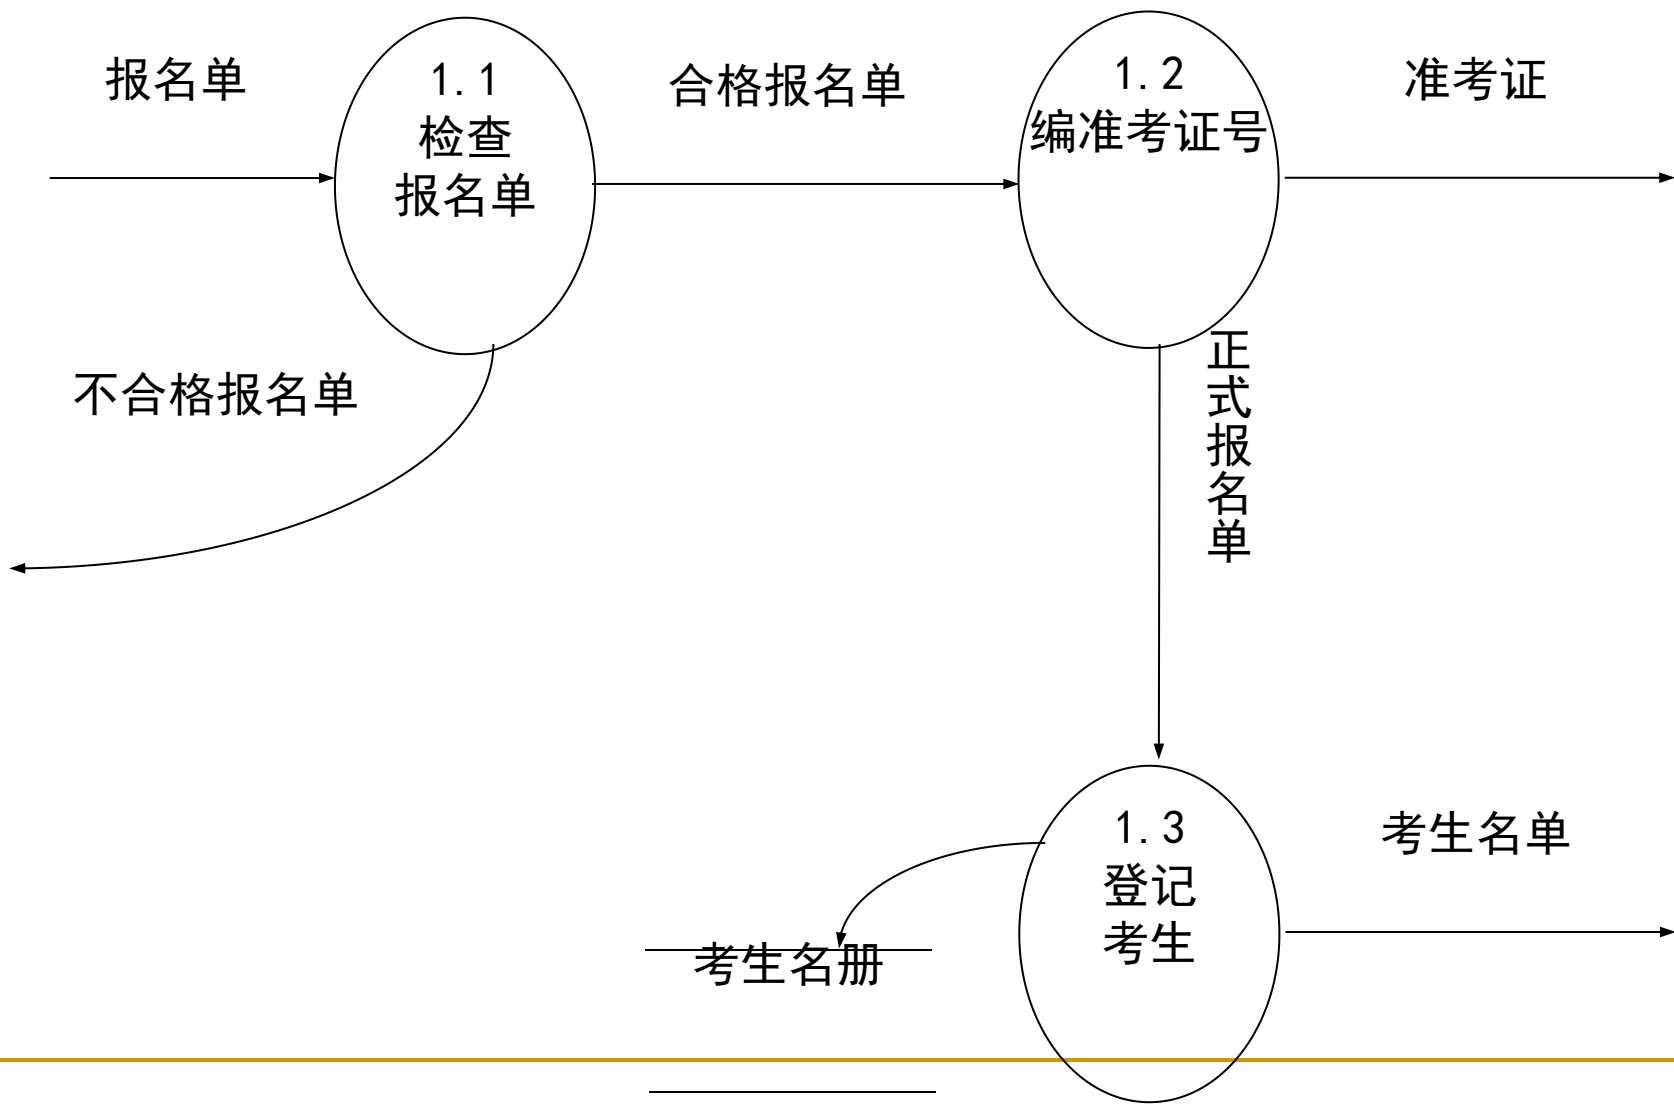 报名单
1.1
检查
报名单
合格报名单
1.2
编准考证号
准考证
不合格报名单
正式报名单
1.3
登记
考生
考生名单
考生名册